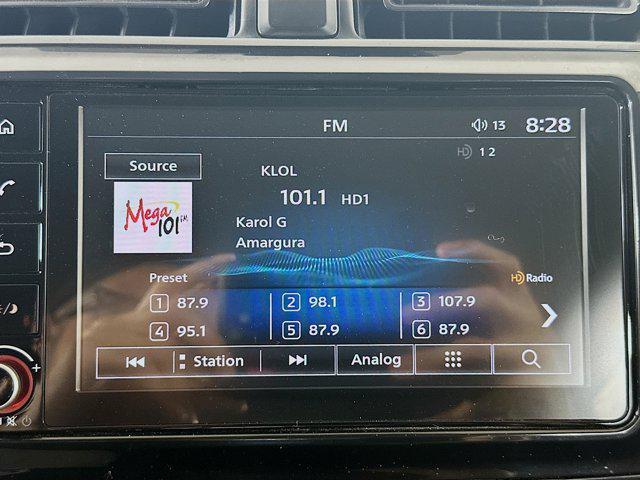 FM
13
8:28
HD 1 2
Source
KLOL
101.1 HD1
Mega
101 FM
Karol G
Amargura
HD Radio
Preset
1 87.9
2 98.1
3 107.9
4 95.1
5 87.9
6 87.9
Station
Analog
+